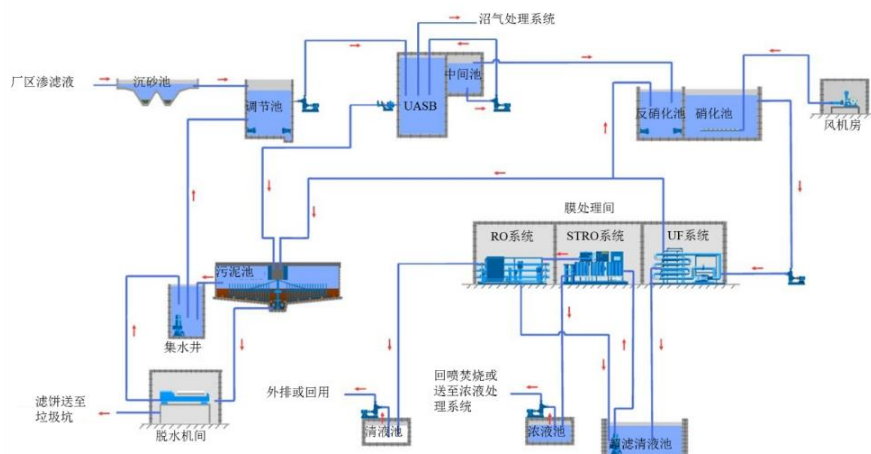 沼气处理系统
厂区渗滤液
沉砂池
调节池
UASB
中间池
反硝化池
硝化池
风机房
膜处理间
RO系统
STRO系统
UF系统
污泥池
集水井
滤饼送至
垃圾坑
脱水机间
外排或回用
清液池
回喷焚烧或
送至浓液处
理系统
浓液池
超滤清液池